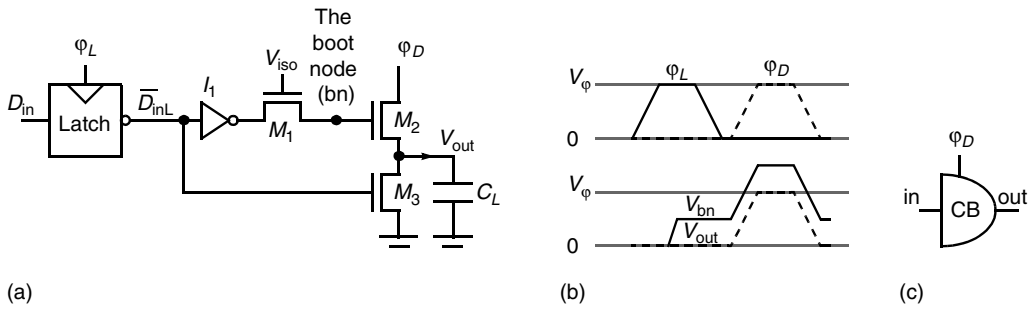 The
boot
node
(bn)
φL
Viso
φD
Din
D̅inL
I1
Latch
M1
M2
Vout
M3
CL
(a)
Vφ
φL
φD
0
Vφ
Vbn
Vout
0
(b)
φD
in
CB
out
(c)